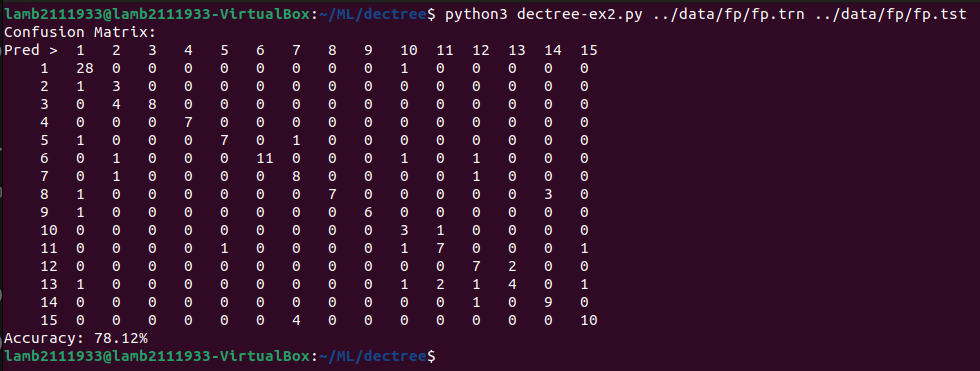 lamb2111933@lamb2111933-VirtualBox:~/ML/dectree$ python3 dectree-ex2.py ../data/fp/fp.trn ../data/fp/fp.tst
Confusion Matrix:
Pred > 1 2 3 4 5 6 7 8 9 10 11 12 13 14 15
1 28 0 0 0 0 0 0 0 0 1 0 0 0 0 0
2 1 3 0 0 0 0 0 0 0 0 0 0 0 0 0
3 0 4 8 0 0 0 0 0 0 0 0 0 0 0 0
4 0 0 0 7 0 0 0 0 0 0 0 0 0 0 0
5 1 0 0 0 7 0 1 0 0 0 0 0 0 0 0
6 0 1 0 0 0 11 0 0 0 1 0 1 0 0 0
7 0 1 0 0 0 0 8 0 0 0 0 1 0 0 0
8 1 0 0 0 0 0 0 7 0 0 0 0 0 3 0
9 1 0 0 0 0 0 0 0 6 0 0 0 0 0 0
10 0 0 0 0 0 0 0 0 0 3 1 0 0 0 0
11 0 0 0 0 1 0 0 0 0 1 7 0 0 0 1
12 0 0 0 0 0 0 0 0 0 0 0 7 2 0 0
13 1 0 0 0 0 0 0 0 0 1 2 1 4 0 1
14 0 0 0 0 0 0 0 0 0 0 0 1 0 9 0
15 0 0 0 0 0 0 4 0 0 0 0 0 0 0 10
Accuracy: 78.12%
lamb2111933@lamb2111933-VirtualBox:~/ML/dectree$